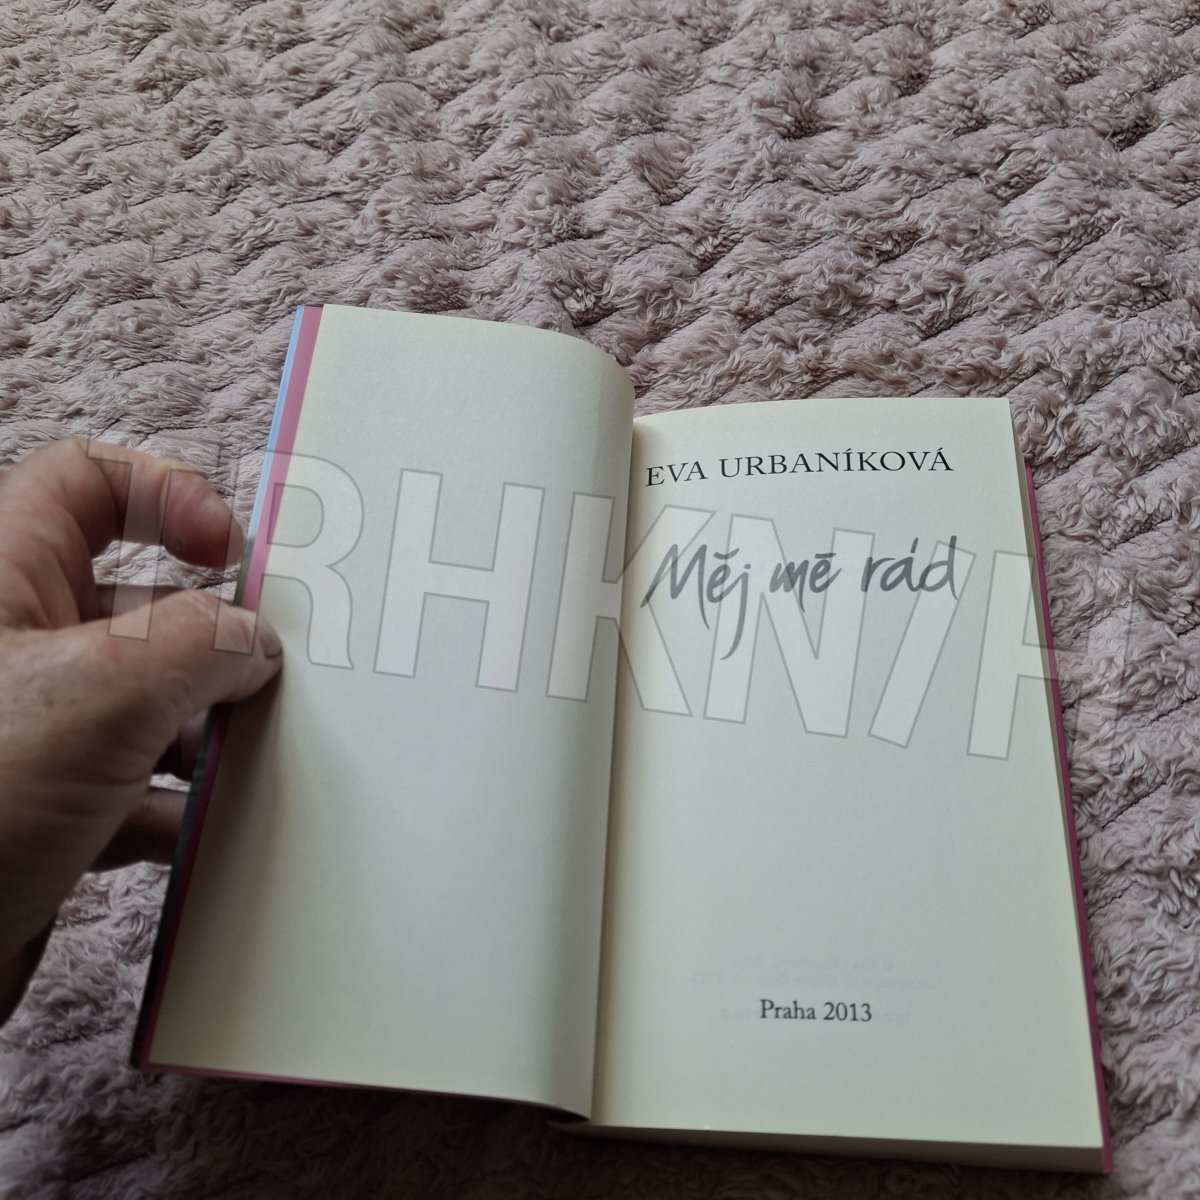 EVA URBANÍKOVÁ
Měj mě rád
Praha 2013
TRHKNIH